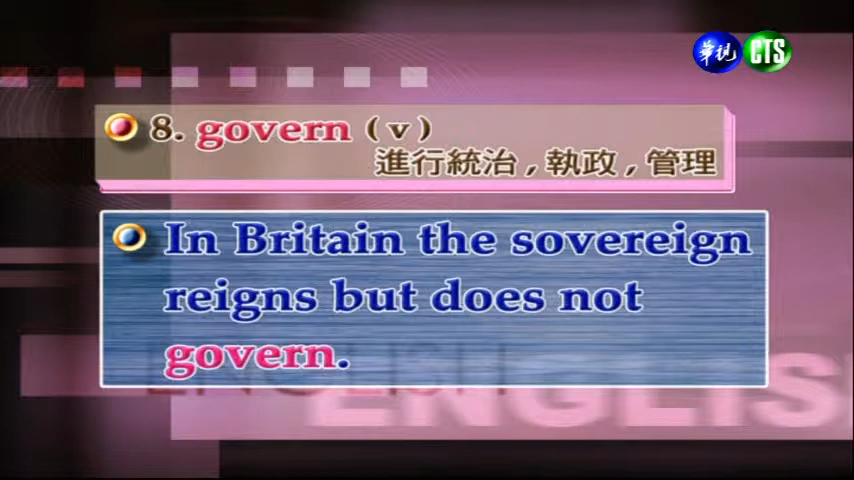 華視 CTS
8. govern (v)
進行統治，執政，管理
In Britain the sovereign
reigns but does not
govern.
ENGLISH
ENGLISH